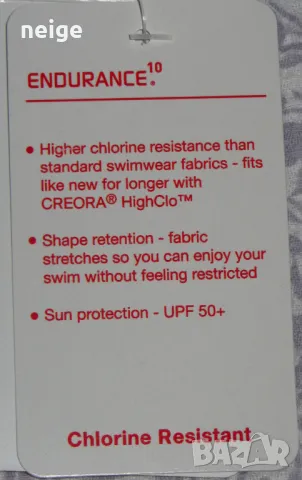 neige
ENDURANCE.10
• Higher chlorine resistance than
standard swimwear fabrics - fits
like new for longer with
CREORA® HighClo™
• Shape retention - fabric
stretches so you can enjoy your
swim without feeling restricted
• Sun protection - UPF 50+
Chlorine Resistant
BAZAR